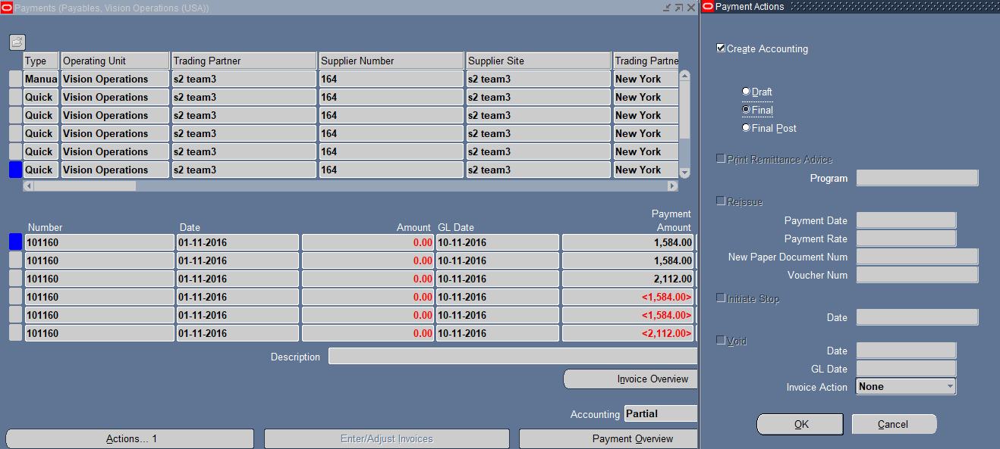 Payments (Payables, Vision Operations (USA))
Type Operating Unit Trading Partner Supplier Number Supplier Site Trading Partne
Manua Vision Operations s2 team3 164 s2 team3 New York
Quick Vision Operations s2 team3 164 s2 team3 New York
Quick Vision Operations s2 team3 164 s2 team3 New York
Quick Vision Operations s2 team3 164 s2 team3 New York
Quick Vision Operations s2 team3 164 s2 team3 New York
Quick Vision Operations s2 team3 164 s2 team3 New York
Payment
Number Date Amount GL Date Amount
101160 01-11-2016 0.00 10-11-2016 1,584.00
101160 01-11-2016 0.00 10-11-2016 1,584.00
101160 01-11-2016 0.00 10-11-2016 2,112.00
101160 01-11-2016 0.00 10-11-2016 <1,584.00>
101160 01-11-2016 0.00 10-11-2016 <1,584.00>
101160 01-11-2016 0.00 10-11-2016 <2,112.00>
Description
Invoice Overview
Accounting Partial
Actions... 1 Enter/Adjust Invoices Payment Overview
Payment Actions
Create Accounting
Draft
Final
Final Post
Print Remittance Advice
Program
Reissue
Payment Date
Payment Rate
New Paper Document Num
Voucher Num
Initiate Stop
Date
Void
Date
GL Date
Invoice Action None
OK Cancel